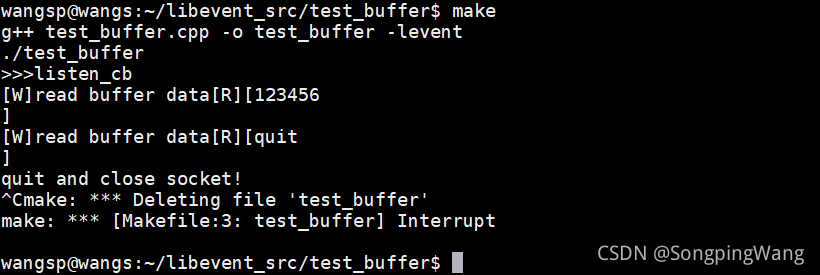 wangsp@wangs:~/libevent_src/test_buffer$ make
g++ test_buffer.cpp -o test_buffer -levent
./test_buffer
>>>listen_cb
[W]read buffer data[R][123456
]
[W]read buffer data[R][quit
]
quit and close socket!
^Cmake: *** Deleting file 'test_buffer'
make: *** [Makefile:3: test_buffer] Interrupt
wangsp@wangs:~/libevent_src/test_buffer$
CSDN @SongpingWang